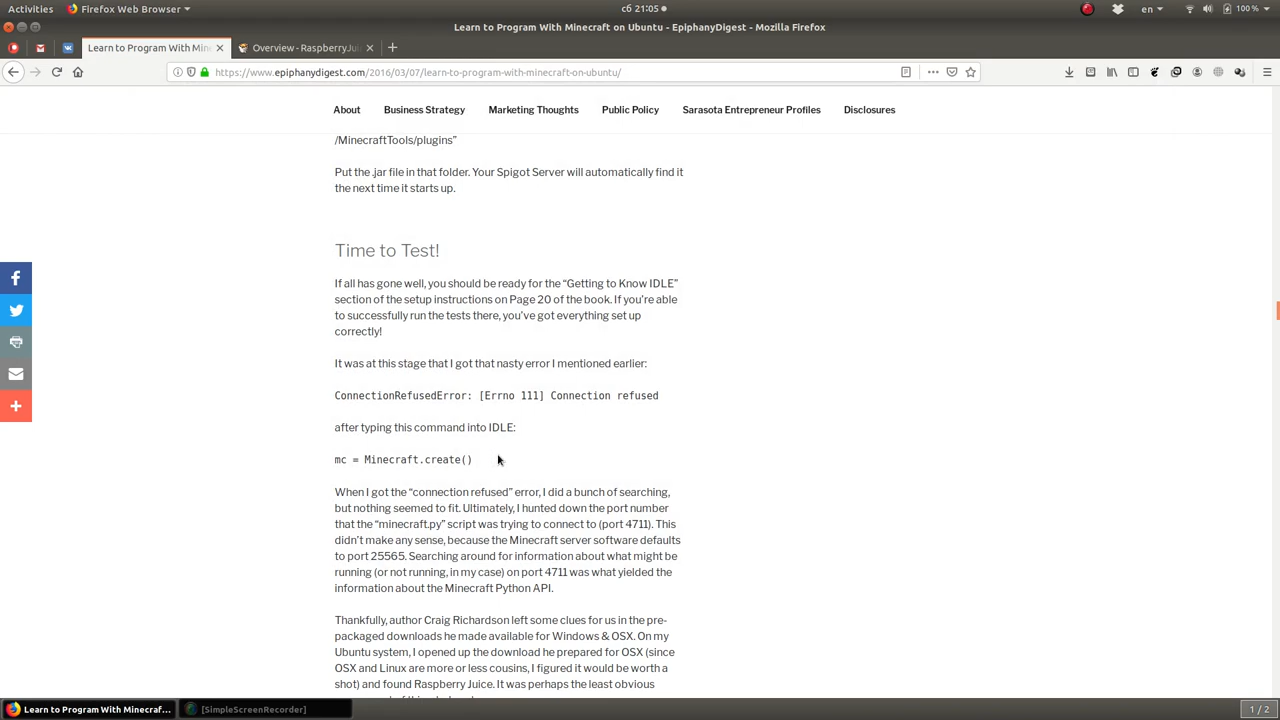 Activities Firefox Web Browser сб 21:05 en 100 %
Learn to Program With Minecraft on Ubuntu - EpiphanyDigest - Mozilla Firefox
Learn to Program With Min Overview - RaspberryJui
https://www.epiphanydigest.com/2016/03/07/learn-to-program-with-minecraft-on-ubuntu/
About Business Strategy Marketing Thoughts Public Policy Sarasota Entrepreneur Profiles Disclosures
/MinecraftTools/plugins”
Put the .jar file in that folder. Your Spigot Server will automatically find it
the next time it starts up.
Time to Test!
If all has gone well, you should be ready for the “Getting to Know IDLE”
section of the setup instructions on Page 20 of the book. If you’re able
to successfully run the tests there, you’ve got everything set up
correctly!
It was at this stage that I got that nasty error I mentioned earlier:
ConnectionRefusedError: [Errno 111] Connection refused
after typing this command into IDLE:
mc = Minecraft.create()
When I got the “connection refused” error, I did a bunch of searching,
but nothing seemed to fit. Ultimately, I hunted down the port number
that the “minecraft.py” script was trying to connect to (port 4711). This
didn’t make any sense, because the Minecraft server software defaults
to port 25565. Searching around for information about what might be
running (or not running, in my case) on port 4711 was what yielded the
information about the Minecraft Python API.
Thankfully, author Craig Richardson left some clues for us in the pre-
packaged downloads he made available for Windows & OSX. On my
Ubuntu system, I opened up the download he prepared for OSX (since
OSX and Linux are more or less cousins, I figured it would be worth a
shot) and found Raspberry Juice. It was perhaps the least obvious
Learn to Program With Minecraf... [SimpleScreenRecorder] 1 / 2